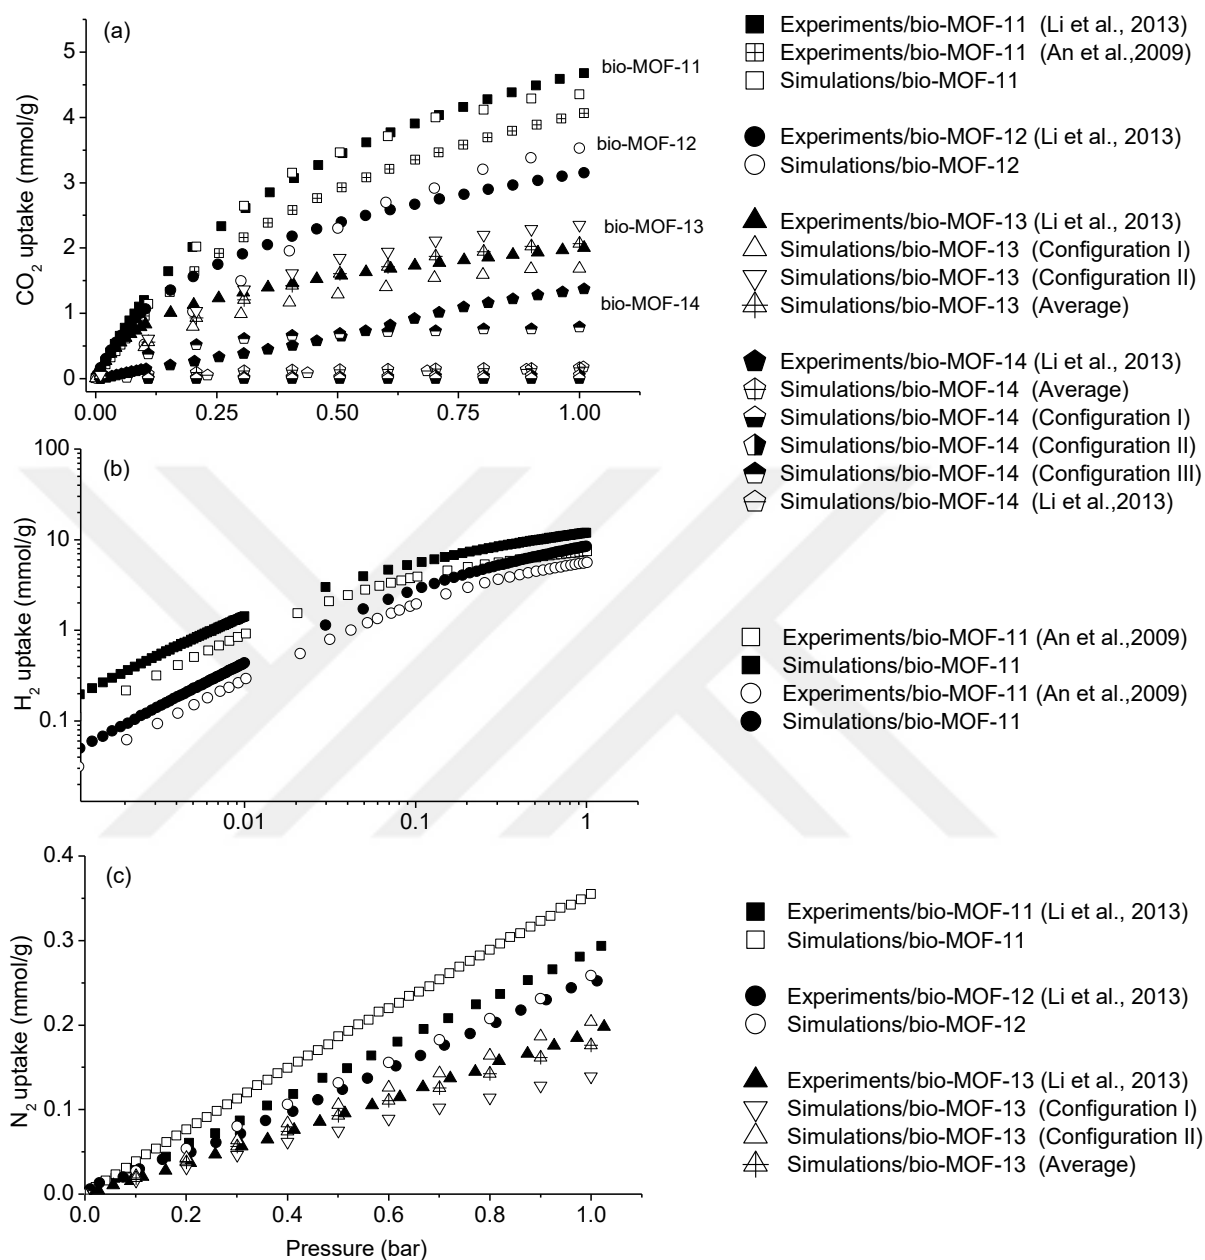 (a)
CO2 uptake (mmol/g)
5
4
3
2
1
0
0.00
0.25
0.50
0.75
1.00
bio-MOF-11
bio-MOF-12
bio-MOF-13
bio-MOF-14
Experiments/bio-MOF-11 (Li et al., 2013)
Experiments/bio-MOF-11 (An et al.,2009)
Simulations/bio-MOF-11
Experiments/bio-MOF-12 (Li et al., 2013)
Simulations/bio-MOF-12
Experiments/bio-MOF-13 (Li et al., 2013)
Simulations/bio-MOF-13 (Configuration I)
Simulations/bio-MOF-13 (Configuration II)
Simulations/bio-MOF-13 (Average)
Experiments/bio-MOF-14 (Li et al., 2013)
Simulations/bio-MOF-14 (Average)
Simulations/bio-MOF-14 (Configuration I)
Simulations/bio-MOF-14 (Configuration II)
Simulations/bio-MOF-14 (Configuration III)
Simulations/bio-MOF-14 (Li et al.,2013)
(b)
H2 uptake (mmol/g)
100
10
1
0.1
0.01
0.1
1
Experiments/bio-MOF-11 (An et al.,2009)
Simulations/bio-MOF-11
Experiments/bio-MOF-11 (An et al.,2009)
Simulations/bio-MOF-11
(c)
N2 uptake (mmol/g)
0.4
0.3
0.2
0.1
0.0
0.0
0.2
0.4
0.6
0.8
1.0
Pressure (bar)
Experiments/bio-MOF-11 (Li et al., 2013)
Simulations/bio-MOF-11
Experiments/bio-MOF-12 (Li et al., 2013)
Simulations/bio-MOF-12
Experiments/bio-MOF-13 (Li et al., 2013)
Simulations/bio-MOF-13 (Configuration I)
Simulations/bio-MOF-13 (Configuration II)
Simulations/bio-MOF-13 (Average)